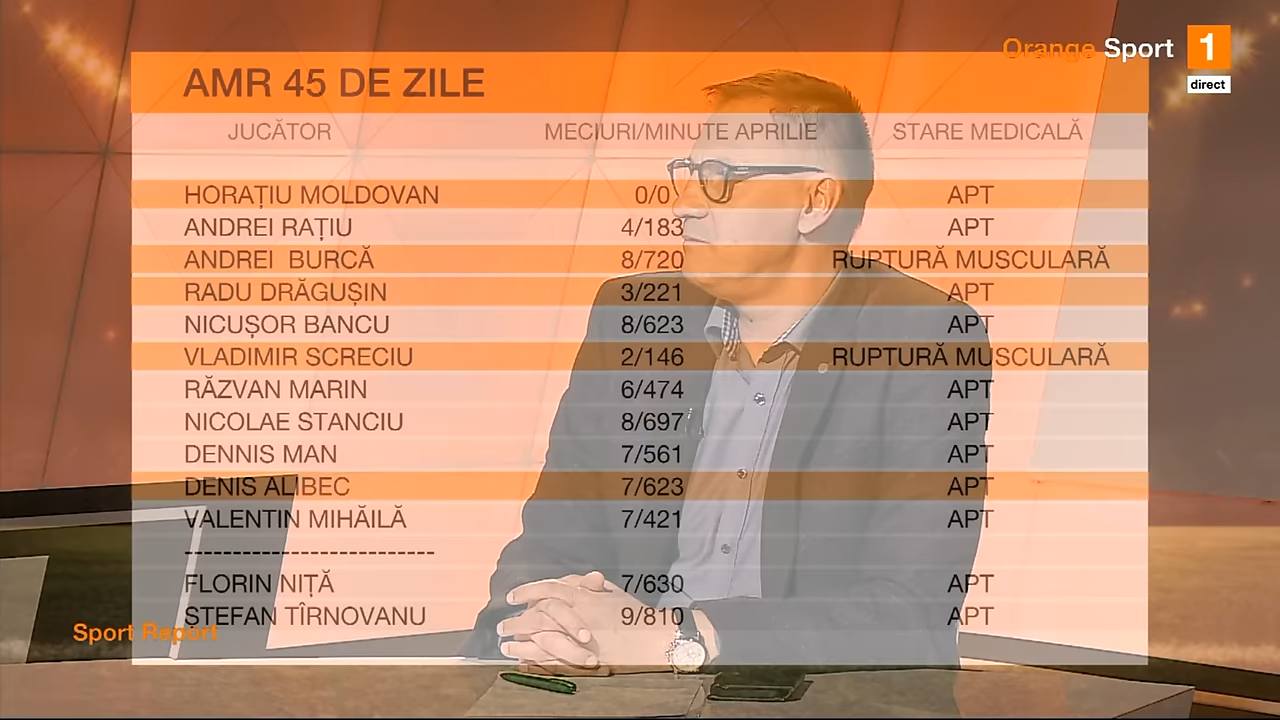 Orange Sport 1
direct
AMR 45 DE ZILE
JUCĂTOR MECIURI/MINUTE APRILIE STARE MEDICALĂ
HORAȚIU MOLDOVAN 0/0 APT
ANDREI RAȚIU 4/183 APT
ANDREI BURCĂ 8/720 RUPTURĂ MUSCULARĂ
RADU DRĂGUȘIN 3/221 APT
NICUȘOR BANCU 8/623 APT
VLADIMIR SCRECIU 2/146 RUPTURĂ MUSCULARĂ
RĂZVAN MARIN 6/474 APT
NICOLAE STANCIU 8/697 APT
DENNIS MAN 7/561 APT
DENIS ALIBEC 7/623 APT
VALENTIN MIHĂILĂ 7/421 APT
--------------------------
FLORIN NIȚĂ 7/630 APT
ȘTEFAN TÎRNOVANU 9/810 APT
Sport Report